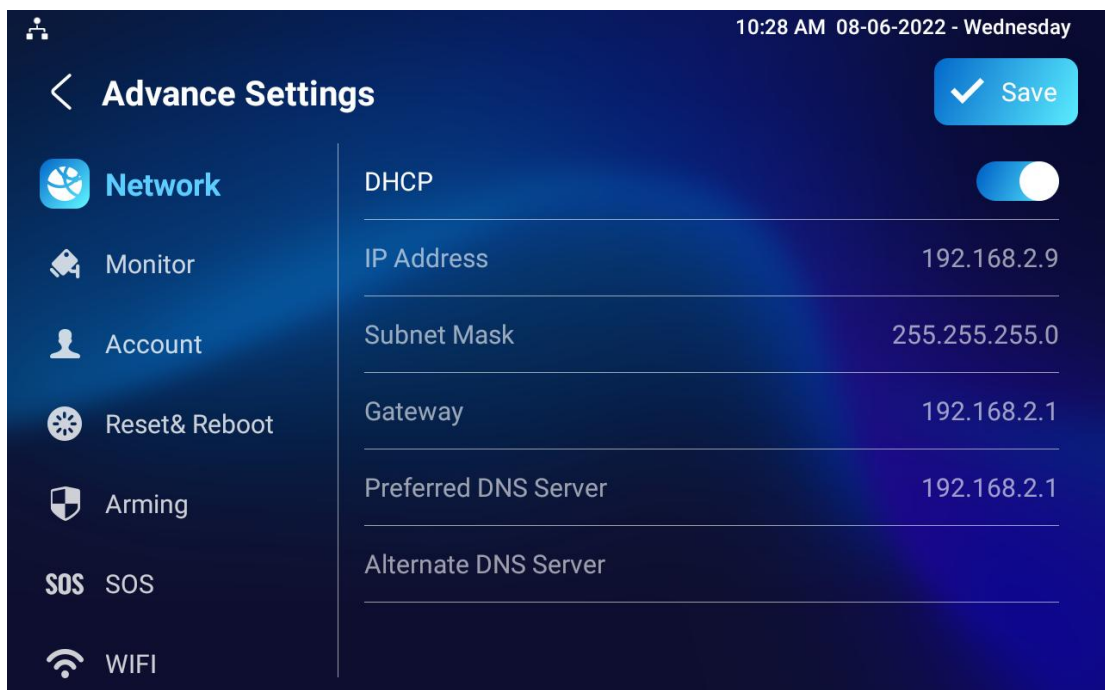 10:28 AM 08-06-2022 - Wednesday
Advance Settings
Save
Network
Monitor
Account
Reset& Reboot
Arming
SOS SOS
WIFI
DHCP
IP Address 192.168.2.9
Subnet Mask 255.255.255.0
Gateway 192.168.2.1
Preferred DNS Server 192.168.2.1
Alternate DNS Server